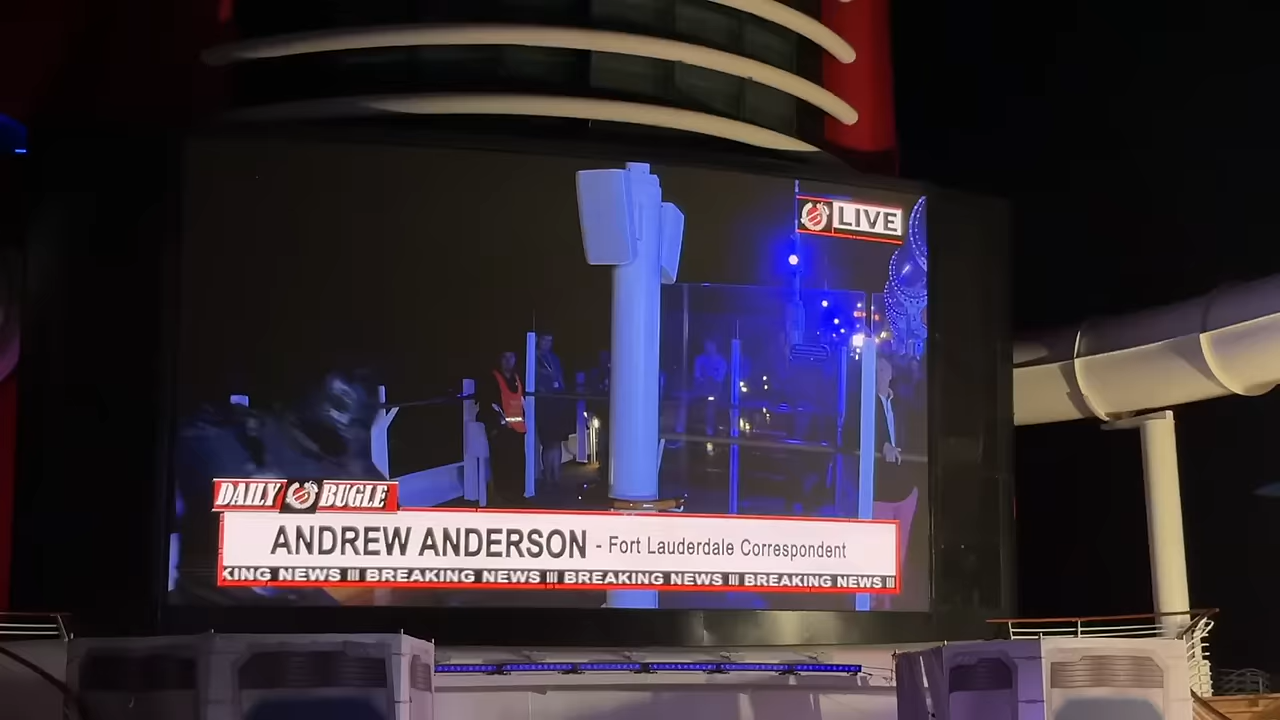 LIVE
DAILY BUGLE
ANDREW ANDERSON - Fort Lauderdale Correspondent
KING NEWS III BREAKING NEWS III BREAKING NEWS III BREAKING NEWS III